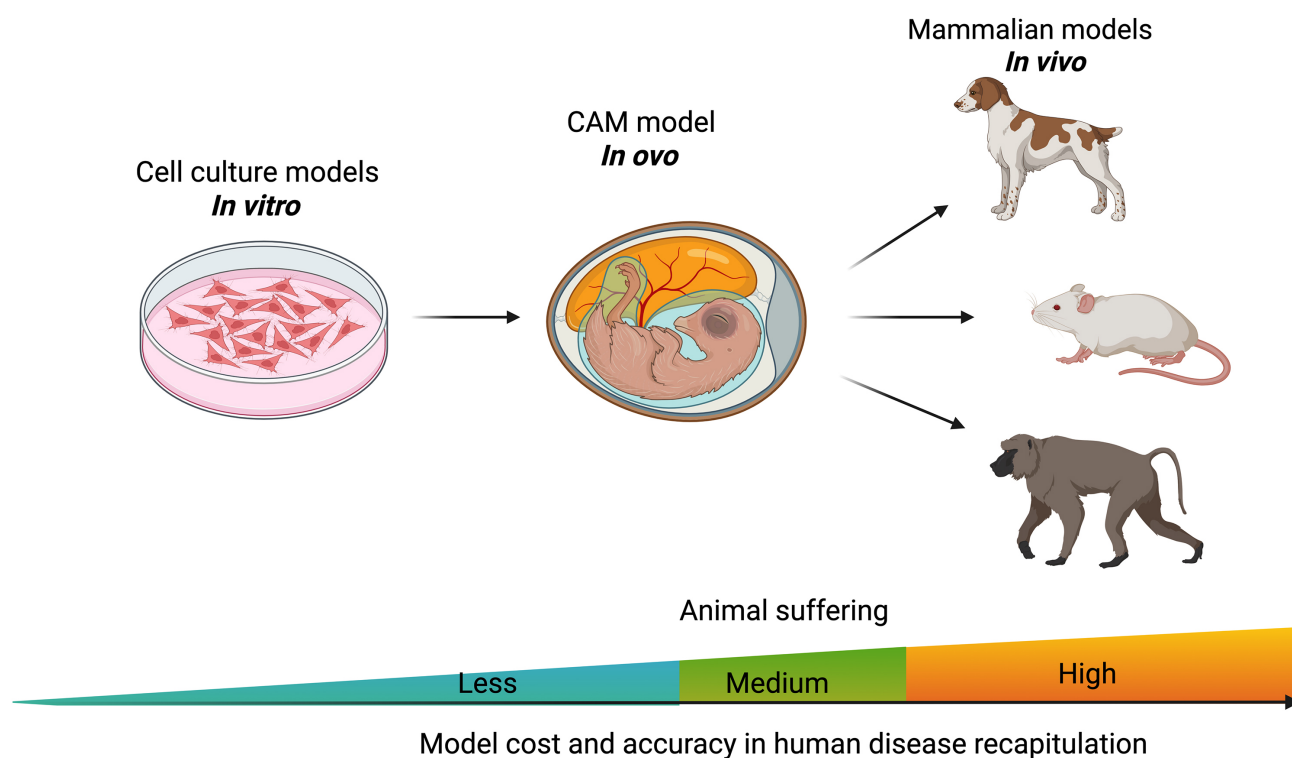 Cell culture models
In vitro
CAM model
In ovo
Mammalian models
In vivo
Animal suffering
Less
Medium
High
Model cost and accuracy in human disease recapitulation